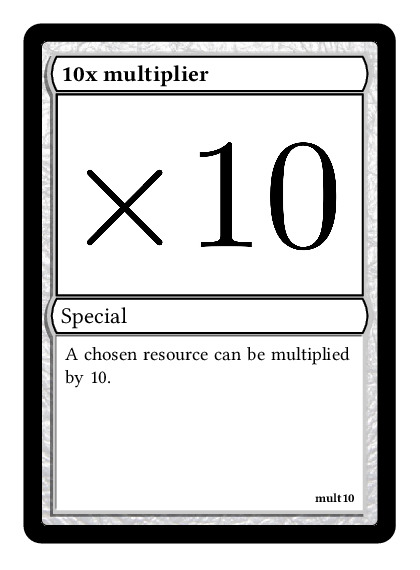 10x multiplier
×10
Special
A chosen resource can be multiplied
by 10.
mult10